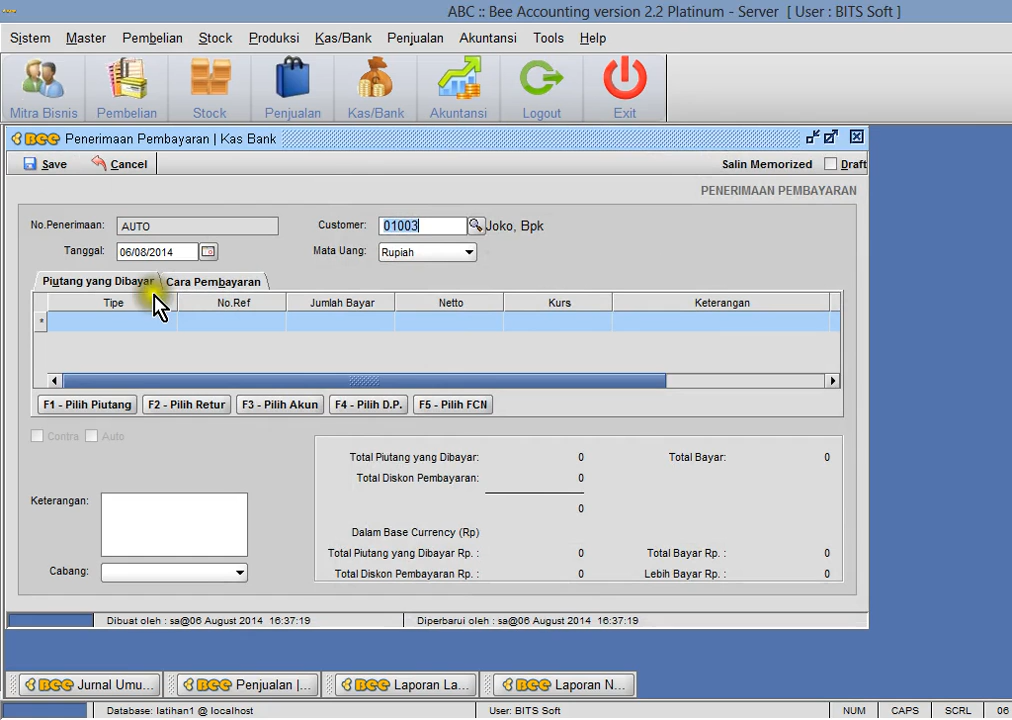 ABC :: Bee Accounting version 2.2 Platinum - Server [ User : BITS Soft ]
Sistem Master Pembelian Stock Produksi Kas/Bank Penjualan Akuntansi Tools Help
Mitra Bisnis Pembelian Stock Penjualan Kas/Bank Akuntansi Logout Exit
BEE Penerimaan Pembayaran | Kas Bank
Save Cancel Salin Memorized Draft
PENERIMAAN PEMBAYARAN
No.Penerimaan: AUTO Customer: 01003 Joko, Bpk
Tanggal: 06/08/2014 Mata Uang: Rupiah
Piutang yang Dibayar Cara Pembayaran
Tipe No.Ref Jumlah Bayar Netto Kurs Keterangan
*
F1 - Pilih Piutang F2 - Pilih Retur F3 - Pilih Akun F4 - Pilih D.P. F5 - Pilih FCN
Contra Auto
Total Piutang yang Dibayar: 0 Total Bayar: 0
Total Diskon Pembayaran: 0
Keterangan: 0
Dalam Base Currency (Rp)
Total Piutang yang Dibayar Rp. : 0 Total Bayar Rp. : 0
Cabang: Total Diskon Pembayaran Rp. : 0 Lebih Bayar Rp. : 0
Dibuat oleh : sa@06 August 2014 16:37:19 Diperbarui oleh : sa@06 August 2014 16:37:19
BEE Jurnal Umu... BEE Penjualan |... BEE Laporan La... BEE Laporan N...
Database: latihan1 @ localhost User: BITS Soft NUM CAPS SCRL 06